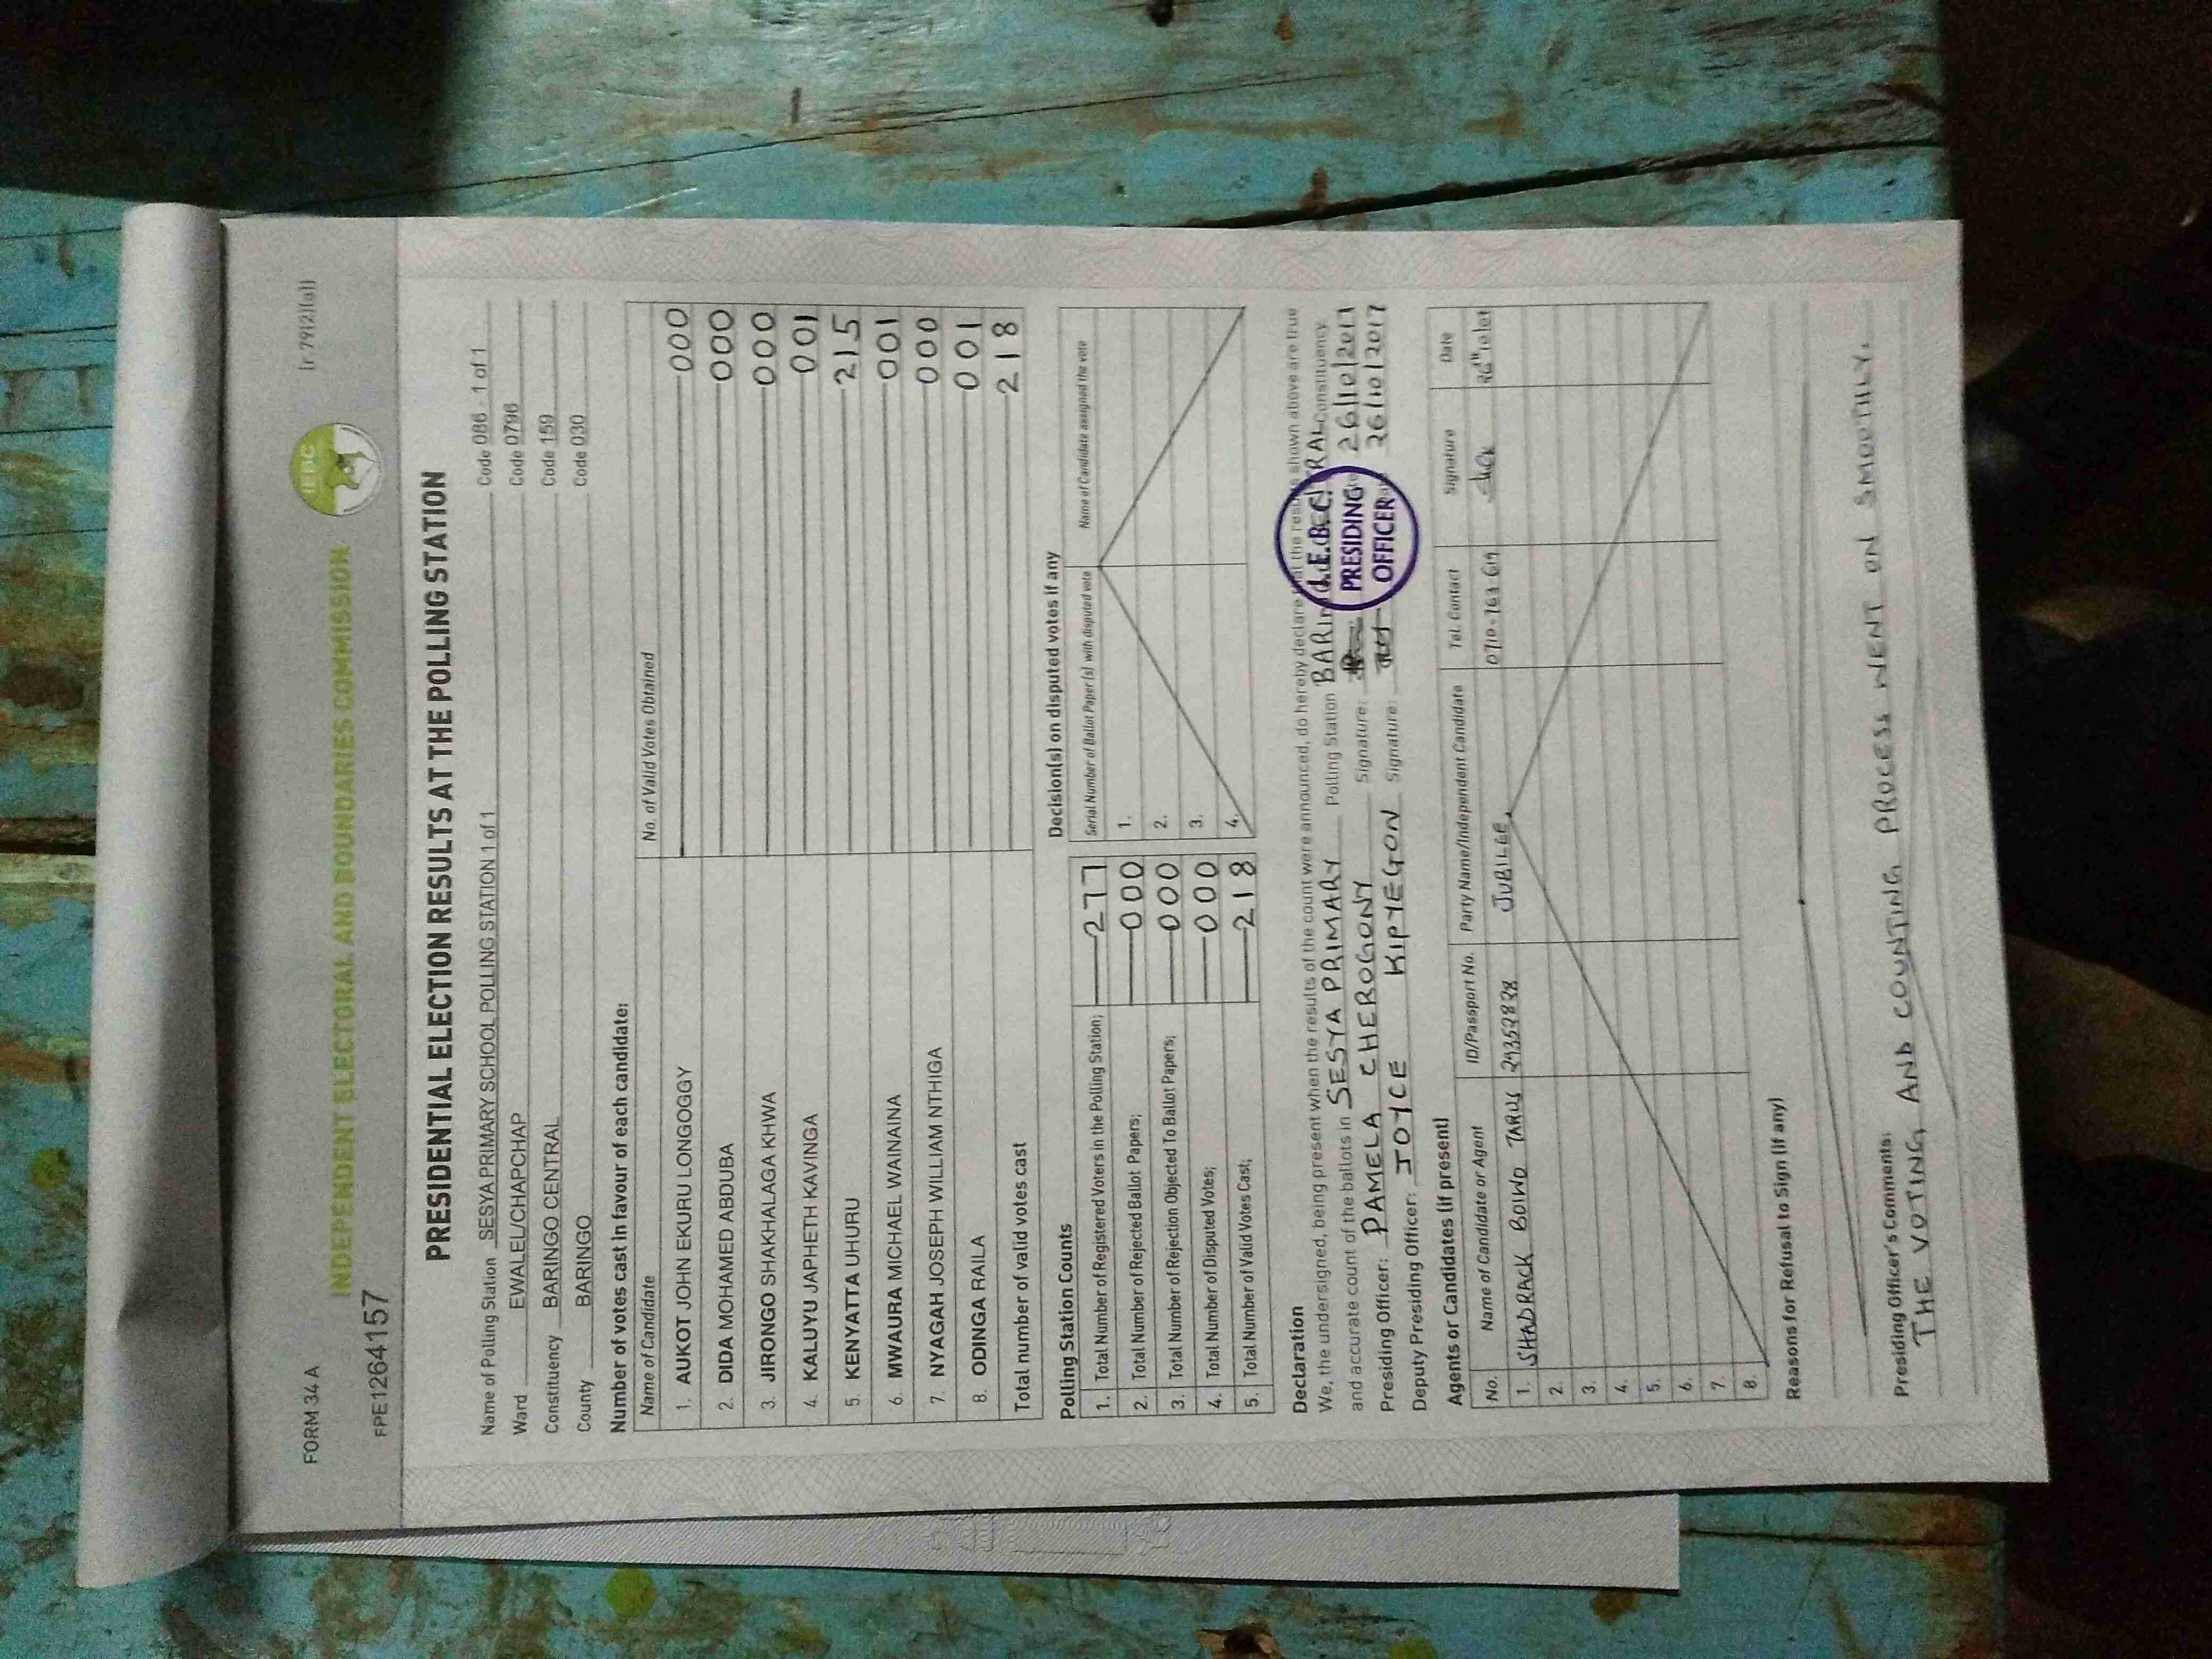 FORM 34 A
(r.79(2)(a))
IEBC
INDEPENDENT ELECTORAL AND BOUNDARIES COMMISSION
FPE1264157
PRESIDENTIAL ELECTION RESULTS AT THE POLLING STATION
Name of Polling Station SESYA PRIMARY SCHOOL POLLING STATION 1 of 1 Code 086 1 of 1
Ward EWALEL/CHAPCHAP Code 0796
Constituency BARINGO CENTRAL Code 159
County BARINGO Code 030
Number of votes cast in favour of each candidate:
Name of Candidate No. of Valid Votes Obtained
1. AUKOT JOHN EKURU LONGOGGY 000
2. DIDA MOHAMED ABDUBA 000
3. JIRONGO SHAKHALAGA KHWA 000
4. KALUYU JAPHETH KAVINGA 001
5. KENYATTA UHURU 215
6. MWAURA MICHAEL WAINAINA 001
7. NYAGAH JOSEPH WILLIAM NTHIGA 000
8. ODINGA RAILA 001
Total number of valid votes cast 218
Polling Station Counts
1. Total Number of Registered Voters in the Polling Station; 277
2. Total Number of Rejected Ballot Papers; 000
3. Total Number of Rejection Objected To Ballot Papers; 000
4. Total Number of Disputed Votes; 000
5. Total Number of Valid Votes Cast; 218
Decision(s) on disputed votes if any
Serial Number of Ballot Paper (s) with disputed vote Name of Candidate assigned the vote
1.
2.
3.
4.
Declaration
We, the undersigned, being present when the results of the count were announced, do hereby declare that the results shown above are true
and accurate count of the ballots in SESYA PRIMARY Polling Station Constituency.
Presiding Officer: PAMELA CHEROGONY Signature: 26/10/2017
Deputy Presiding Officer: JOYCE KIPYEGON Signature: 26/10/2017
I.E.B.C.
PRESIDING
OFFICER
Agents or Candidates (if present)
No. Name of Candidate or Agent ID/Passport No. Party Name/Independent Candidate Tel. Contact Signature Date
1. SHADRACK BOIWO TARUS 29352838 JUBILEE
2.
3.
4.
5.
6.
7.
8.
Reasons for Refusal to Sign (if any)
Presiding Officer's Comments:
THE VOTING AND COUNTING PROCESS WENT ON SMOOTHLY.